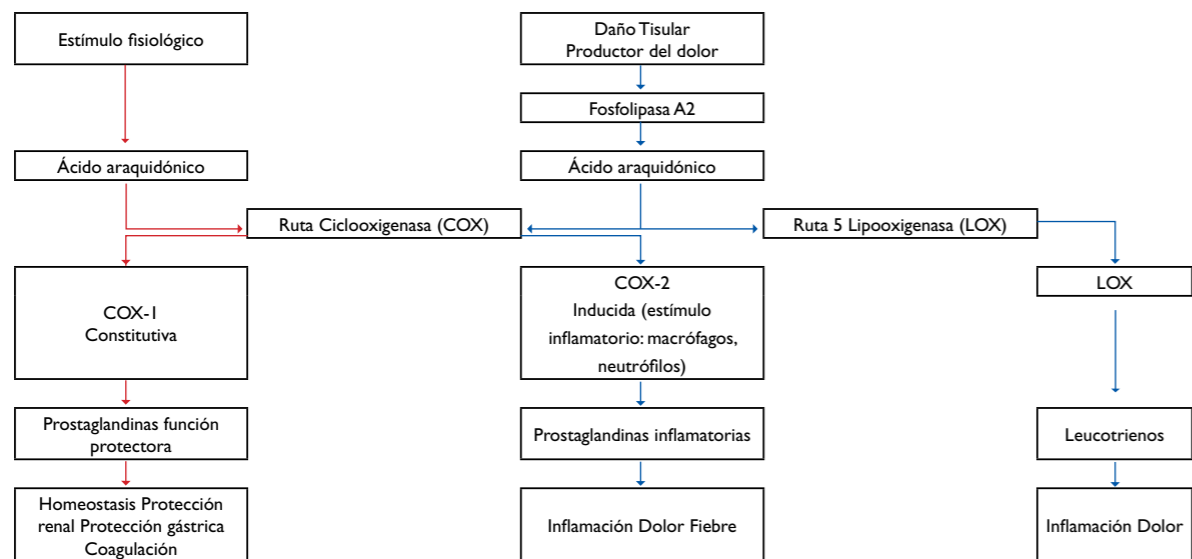 Estímulo fisiológico
Daño Tisular
Productor del dolor
Fosfolipasa A2
Ácido araquidónico
Ácido araquidónico
Ruta Ciclooxigenasa (COX)
Ruta 5 Lipooxigenasa (LOX)
COX-1
Constitutiva
COX-2
Inducida (estímulo
inflamatorio: macrófagos,
neutrófilos)
LOX
Prostaglandinas función
protectora
Prostaglandinas inflamatorias
Leucotrienos
Homeostasis Protección
renal Protección gástrica
Coagulación
Inflamación Dolor Fiebre
Inflamación Dolor